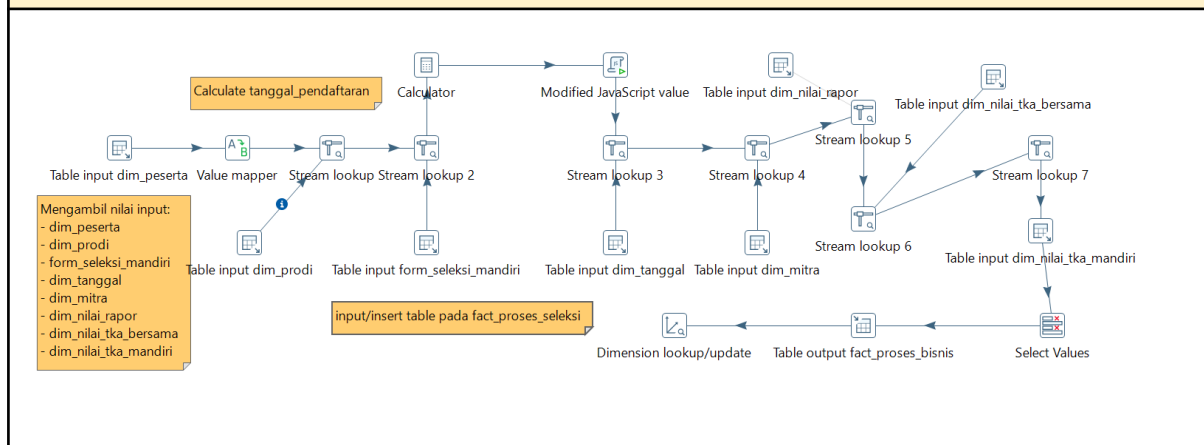 Calculate tanggal_pendaftaran
Calculator
Modified JavaScript value
Table input dim_nilai_rapor
Table input dim_nilai_tka_bersama
Stream lookup 5
Table input dim_peserta
Value mapper
Stream lookup
Stream lookup 2
Stream lookup 3
Stream lookup 4
Stream lookup 7
Mengambil nilai input:
- dim_peserta
- dim_prodi
- form_seleksi_mandiri
- dim_tanggal
- dim_mitra
- dim_nilai_rapor
- dim_nilai_tka_bersama
- dim_nilai_tka_mandiri
Stream lookup 6
Table input dim_nilai_tka_mandiri
Table input dim_prodi
Table input form_seleksi_mandiri
Table input dim_tanggal
Table input dim_mitra
input/insert table pada fact_proses_seleksi
Dimension lookup/update
Table output fact_proses_bisnis
Select Values